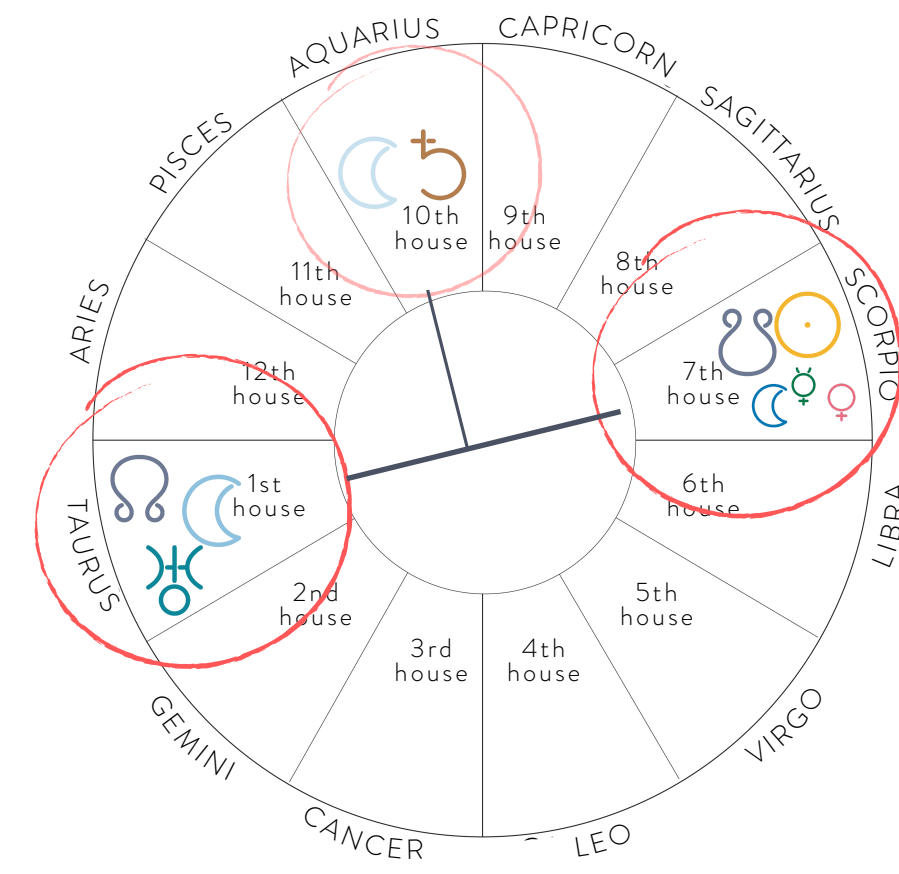 AQUARIUS
CAPRICORN
SAGITTARIUS
PISCES
10th
house
9th
house
11th
house
8th
house
SCORPIO
ARIES
12th
house
7th
house
1st
house
6th
house
TAURUS
LIBRA
2nd
house
5th
house
3rd
house
4th
house
GEMINI
VIRGO
CANCER
LEO